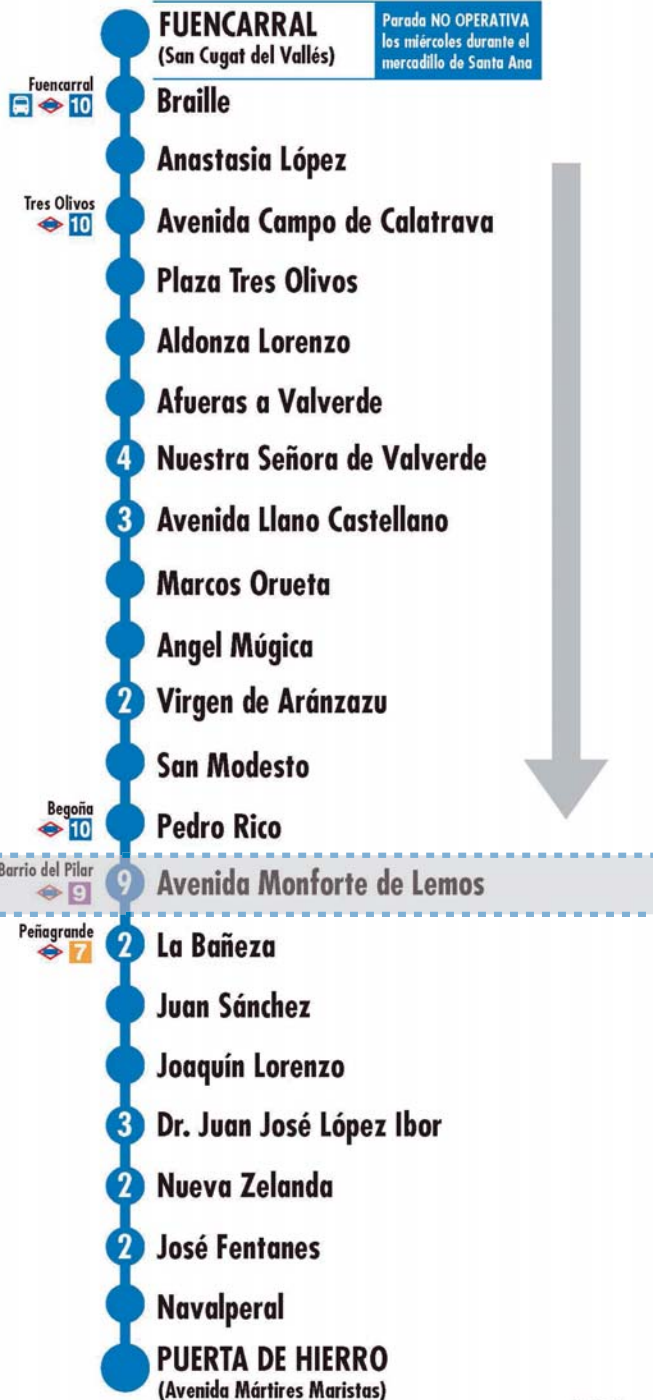 FUENCARRAL
(San Cugat del Vallés)
Parada NO OPERATIVA
los miércoles durante el
mercadillo de Santa Ana
Fuencarral
10
Braille
Anastasia López
Tres Olivos
10
Avenida Campo de Calatrava
Plaza Tres Olivos
Aldonza Lorenzo
Afueras a Valverde
4 Nuestra Señora de Valverde
3 Avenida Llano Castellano
Marcos Orueta
Angel Múgica
2 Virgen de Aránzazu
San Modesto
Begoña
10
Pedro Rico
Barrio del Pilar
9
9 Avenida Monforte de Lemos
Peñagrande
7
2 La Bañeza
Juan Sánchez
Joaquín Lorenzo
3 Dr. Juan José López Ibor
2 Nueva Zelanda
2 José Fentanes
Navalperal
PUERTA DE HIERRO
(Avenida Mártires Maristas)